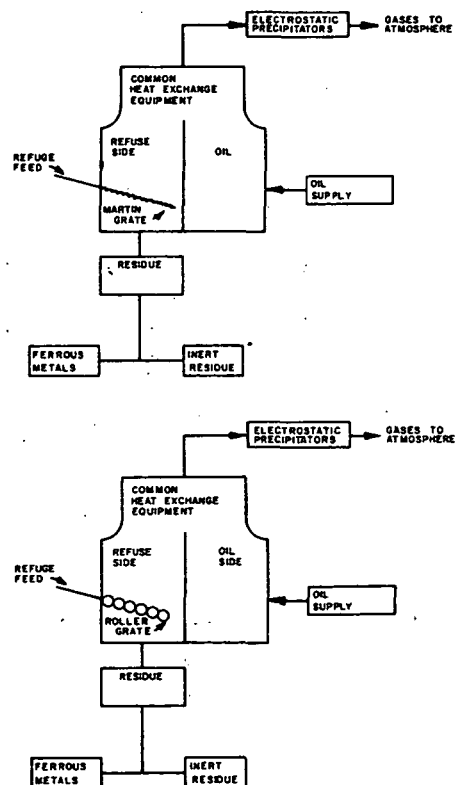 ELECTROSTATIC
PRECIPITATORS
GASES TO
ATMOSPHERE
COMMON
HEAT EXCHANGE
EQUIPMENT
REFUSE
SIDE
OIL
REFUGE
FEED
MARTIN
GRATE
OIL
SUPPLY
RESIDUE
FERROUS
METALS
INERT
RESIDUE
ELECTROSTATIC
PRECIPITATORS
GASES TO
ATMOSPHERE
COMMON
HEAT EXCHANGE
EQUIPMENT
REFUSE
SIDE
OIL
SIDE
REFUGE
FEED
ROLLER
GRATE
OIL
SUPPLY
RESIDUE
FERROUS
METALS
INERT
RESIDUE